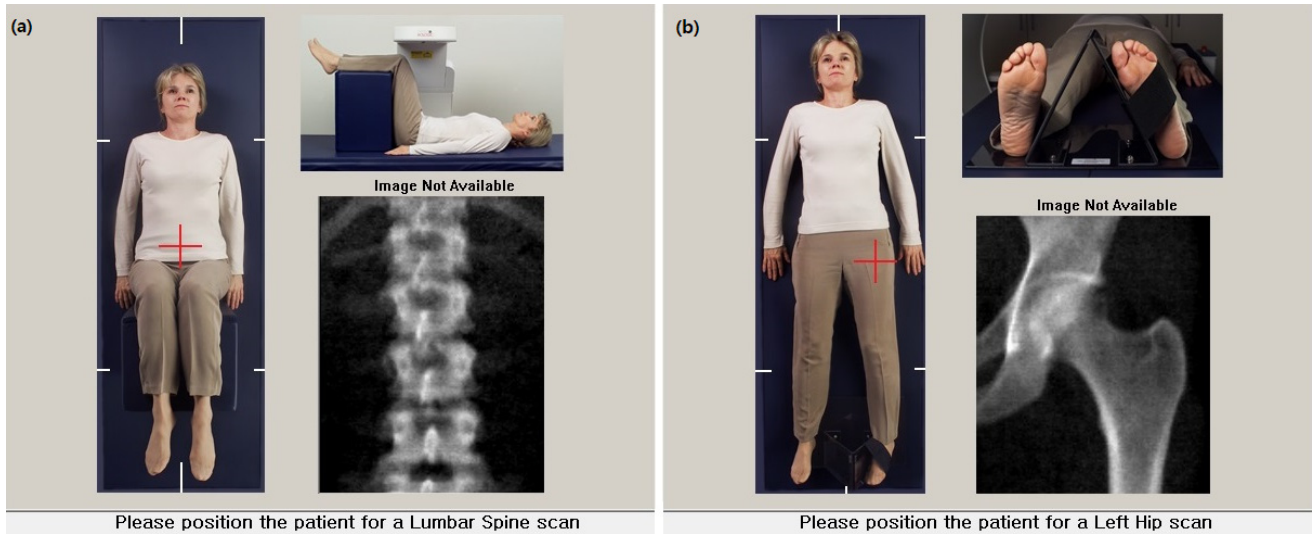 (a)
Image Not Available
Please position the patient for a Lumbar Spine scan
(b)
Image Not Available
Please position the patient for a Left Hip scan